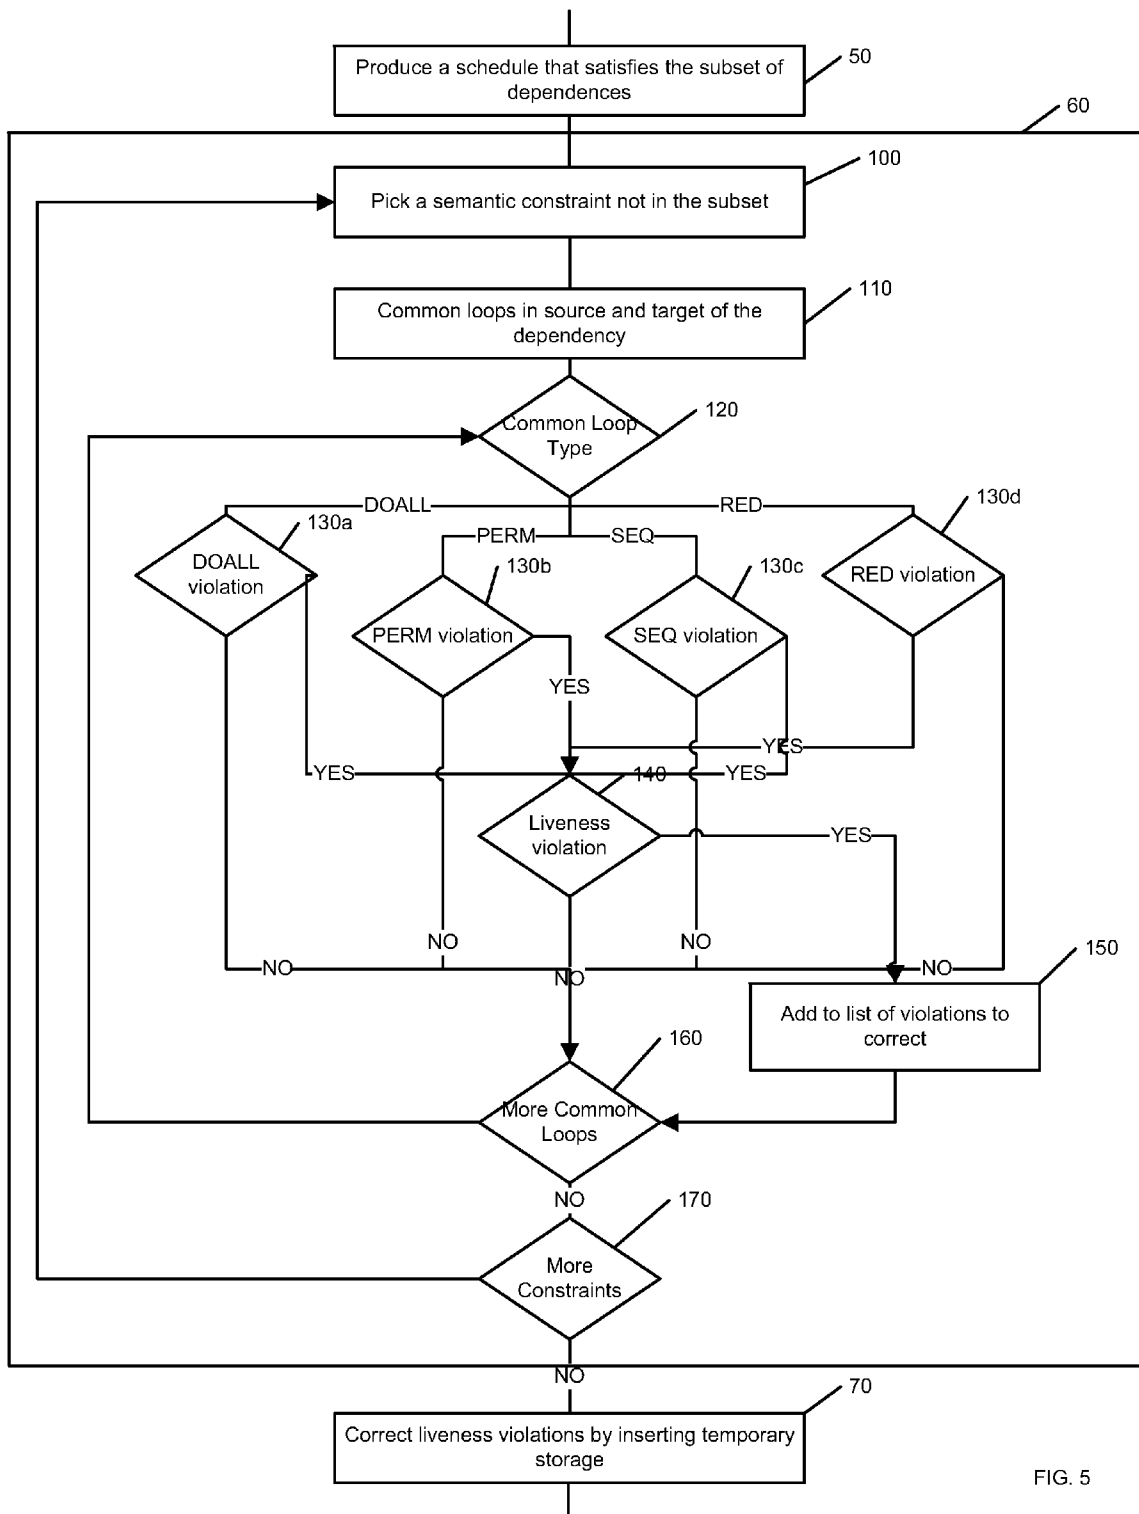 Produce a schedule that satisfies the subset of
dependences
50
60
100
Pick a semantic constraint not in the subset
110
Common loops in source and target of the
dependency
120
Common Loop
Type
DOALL
RED
130d
130a
PERM
SEQ
DOALL
violation
130b
130c
RED violation
PERM violation
SEQ violation
YES
YES
YES
YES
140
Liveness
violation
YES
NO
NO
NO
NO
NO
150
Add to list of violations to
correct
160
More Common
Loops
NO
170
More
Constraints
NO
70
Correct liveness violations by inserting temporary
storage
FIG. 5